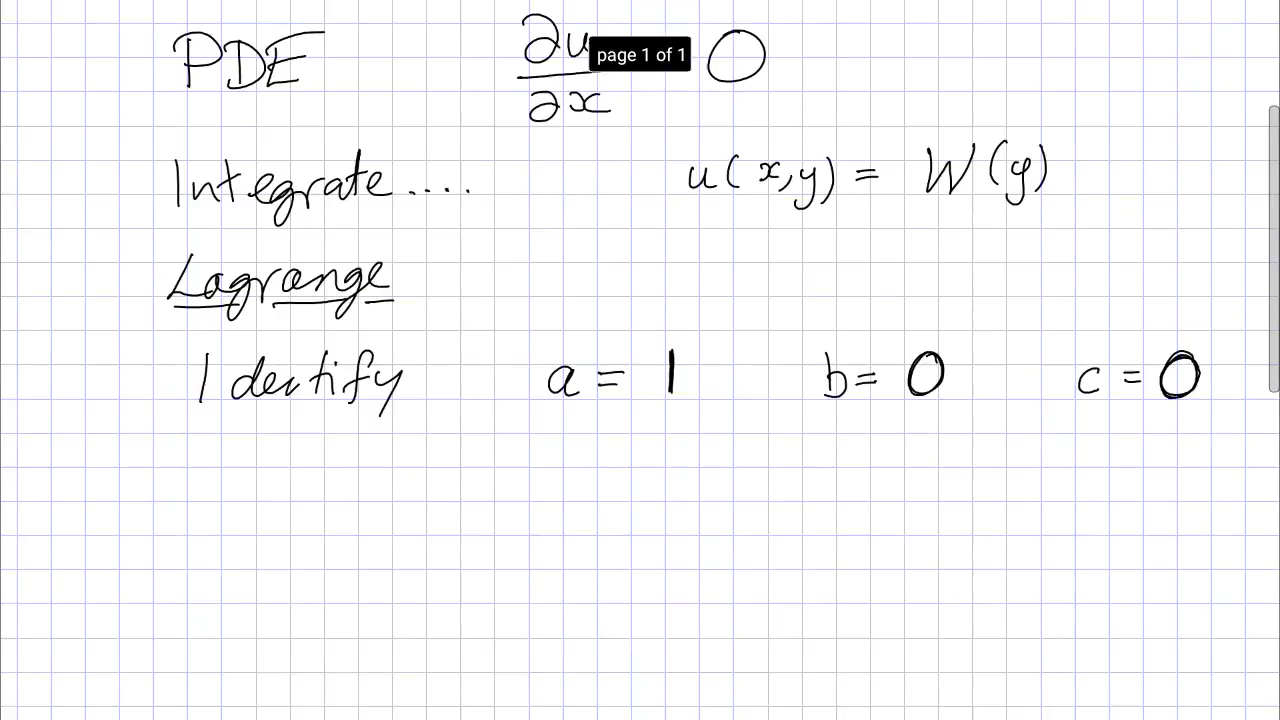 PDE ∂u/∂x 0
page 1 of 1
Integrate.... u(x,y) = W(y)
Lagrange
Identify a = 1 b = 0 c = 0